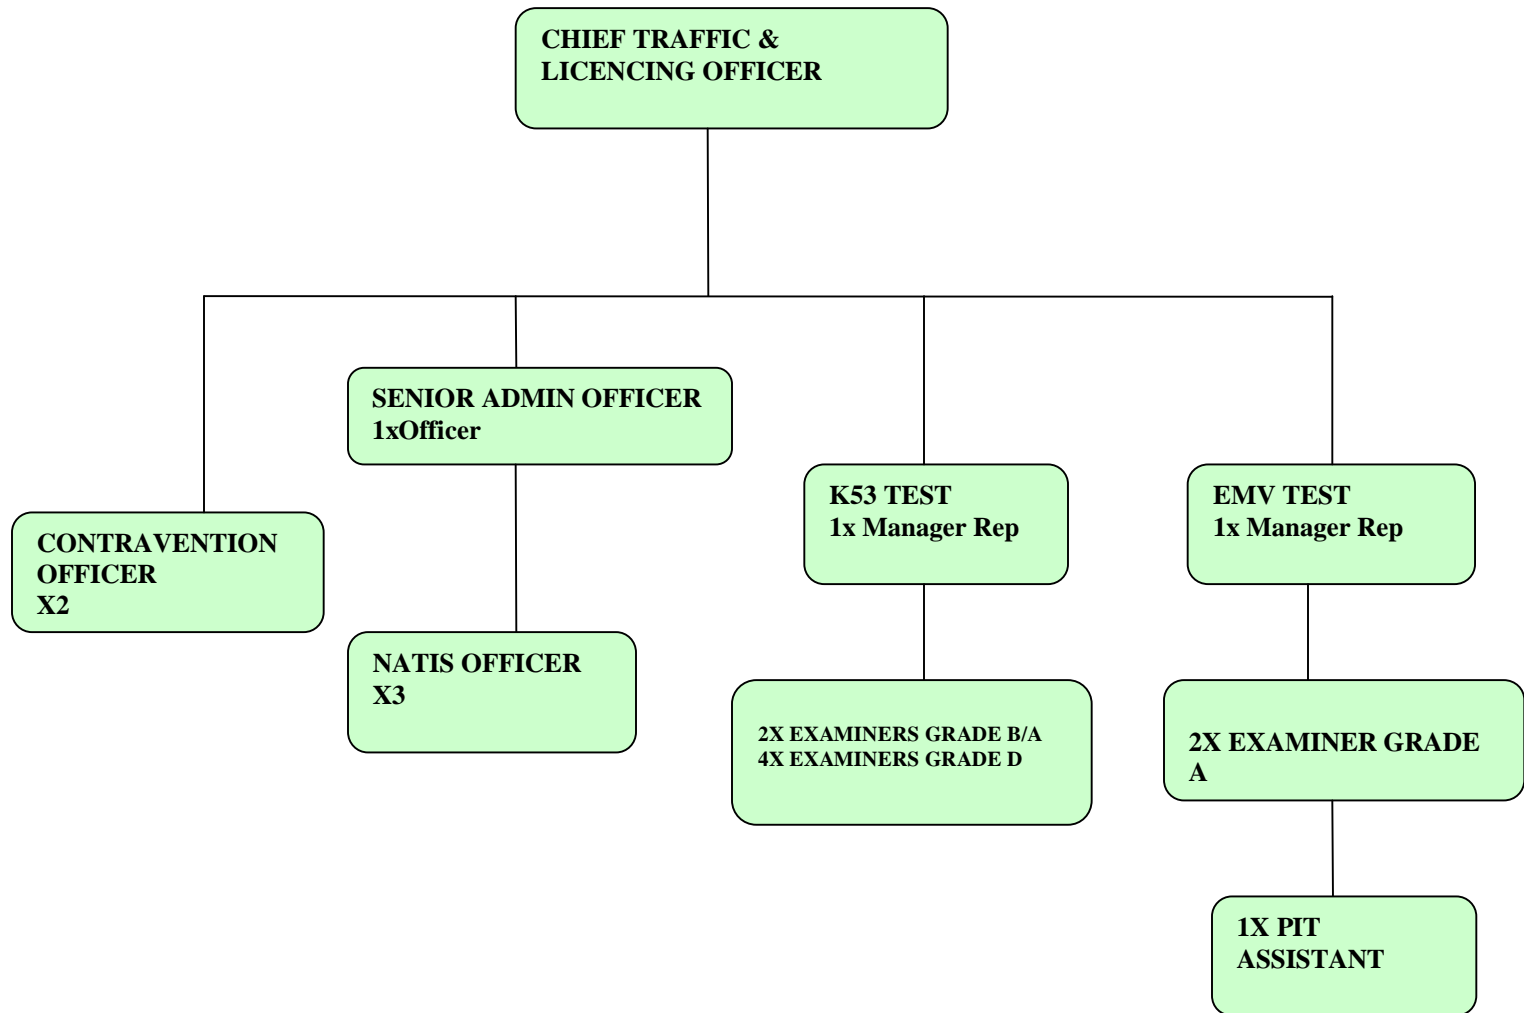 CHIEF TRAFFIC &
LICENCING OFFICER
SENIOR ADMIN OFFICER
1xOfficer
K53 TEST
1x Manager Rep
EMV TEST
1x Manager Rep
CONTRAVENTION
OFFICER
X2
NATIS OFFICER
X3
2X EXAMINERS GRADE B/A
4X EXAMINERS GRADE D
2X EXAMINER GRADE
A
1X PIT
ASSISTANT